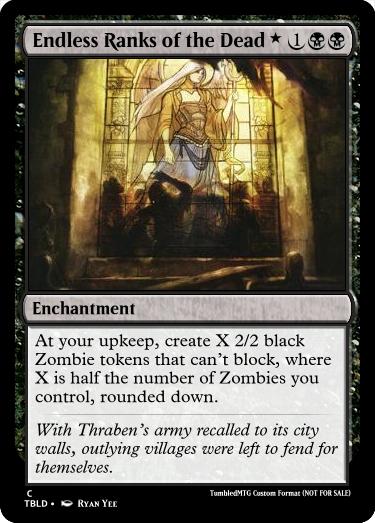 Endless Ranks of the Dead ★ 1
Enchantment
At your upkeep, create X 2/2 black
Zombie tokens that can't block, where
X is half the number of Zombies you
control, rounded down.
With Thraben's army recalled to its city
walls, outlying villages were left to fend for
themselves.
C
TBLD • Ryan Yee
TumbledMTG Custom Format (NOT FOR SALE)